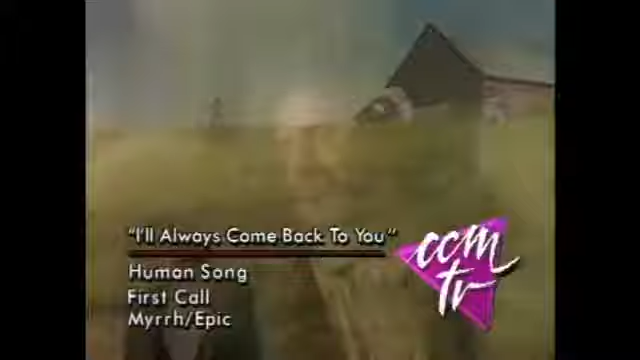 "I'll Always Come Back To You"
Human Song
First Call
Myrrh/Epic
ccm
tv